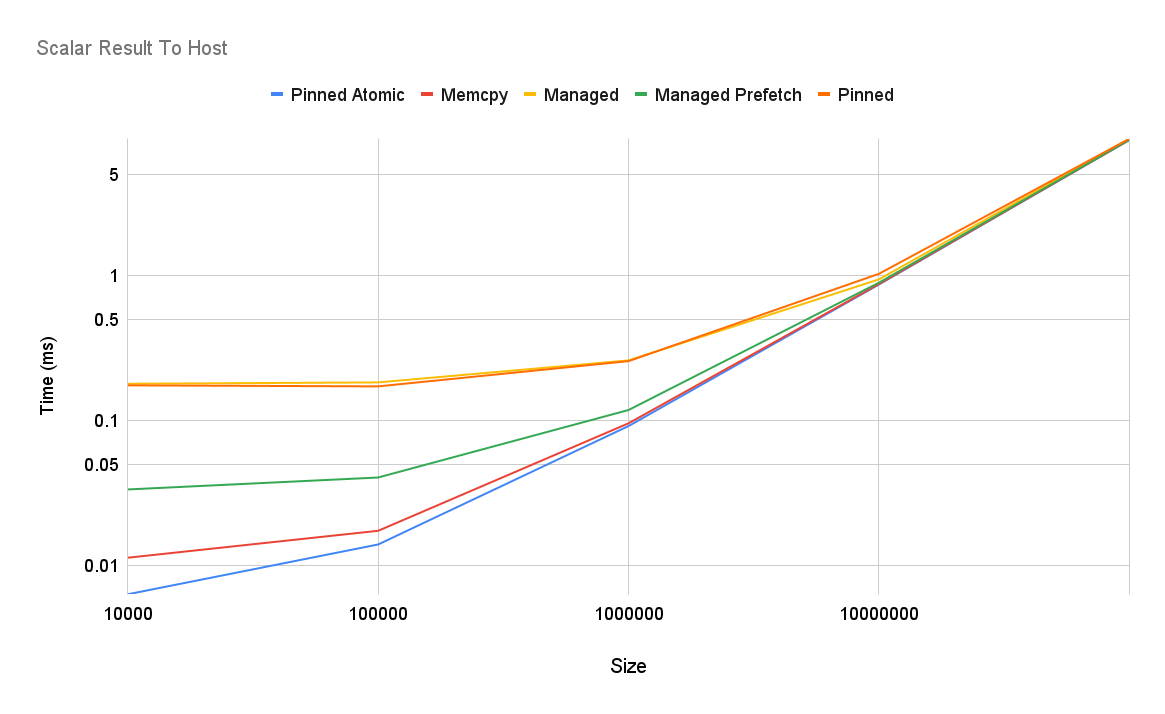 Scalar Result To Host
Pinned Atomic Memcpy Managed Managed Prefetch Pinned
5
1
0.5
0.1
0.05
0.01
Time (ms)
10000 100000 1000000 10000000
Size